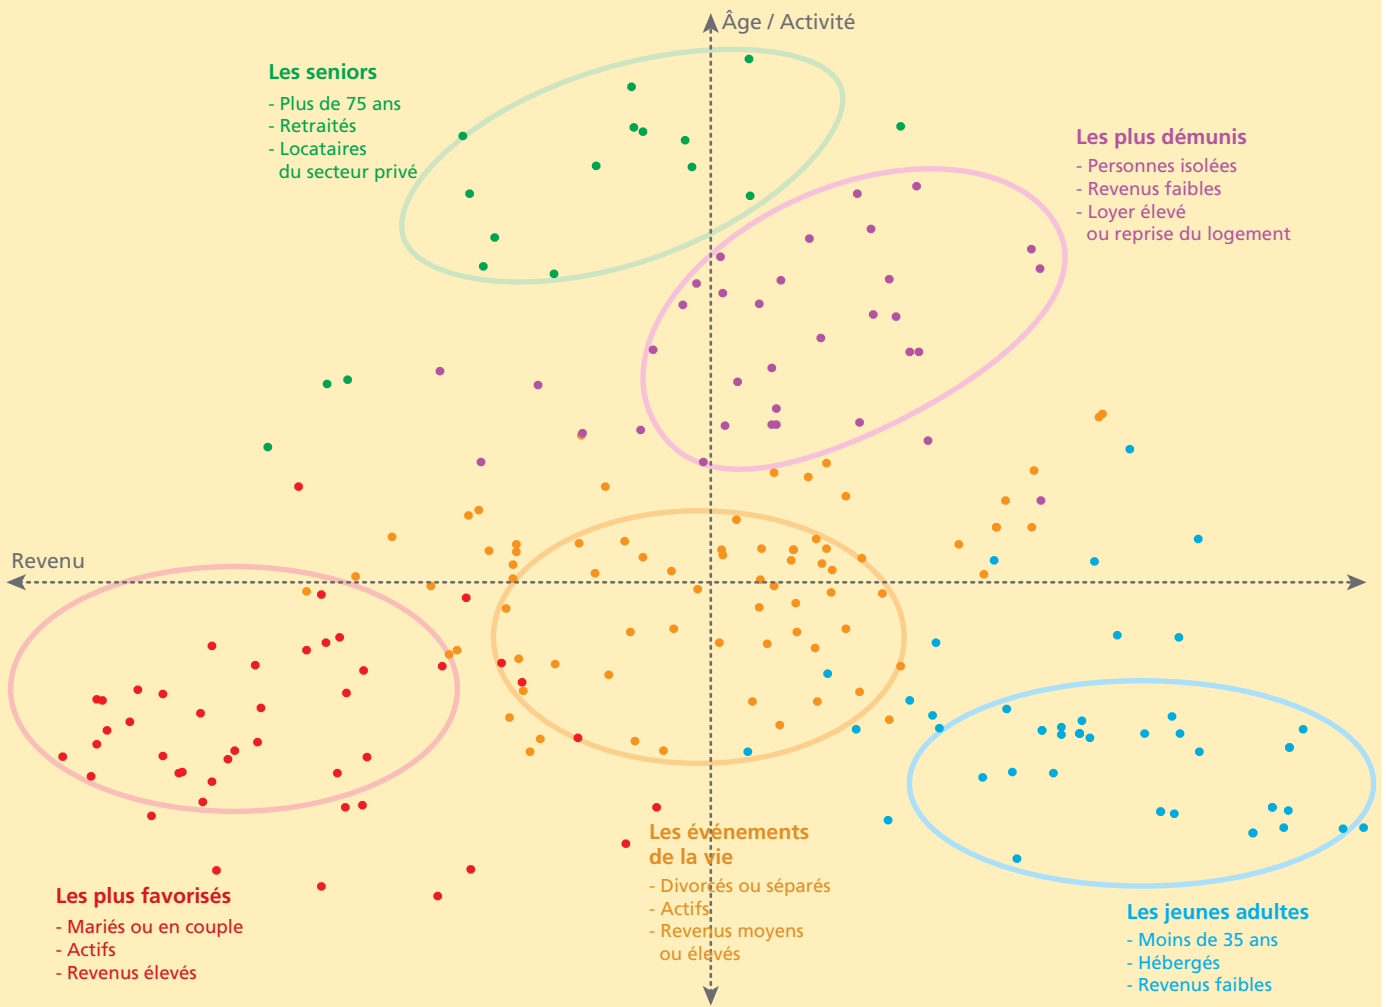 Âge / Activité
Les seniors
- Plus de 75 ans
- Retraités
- Locataires
du secteur privé
Les plus démunis
- Personnes isolées
- Revenus faibles
- Loyer élevé
ou reprise du logement
Revenu
Les événements
de la vie
- Divorcés ou séparés
- Actifs
- Revenus moyens
ou élevés
Les plus favorisés
- Mariés ou en couple
- Actifs
- Revenus élevés
Les jeunes adultes
- Moins de 35 ans
- Hébergés
- Revenus faibles